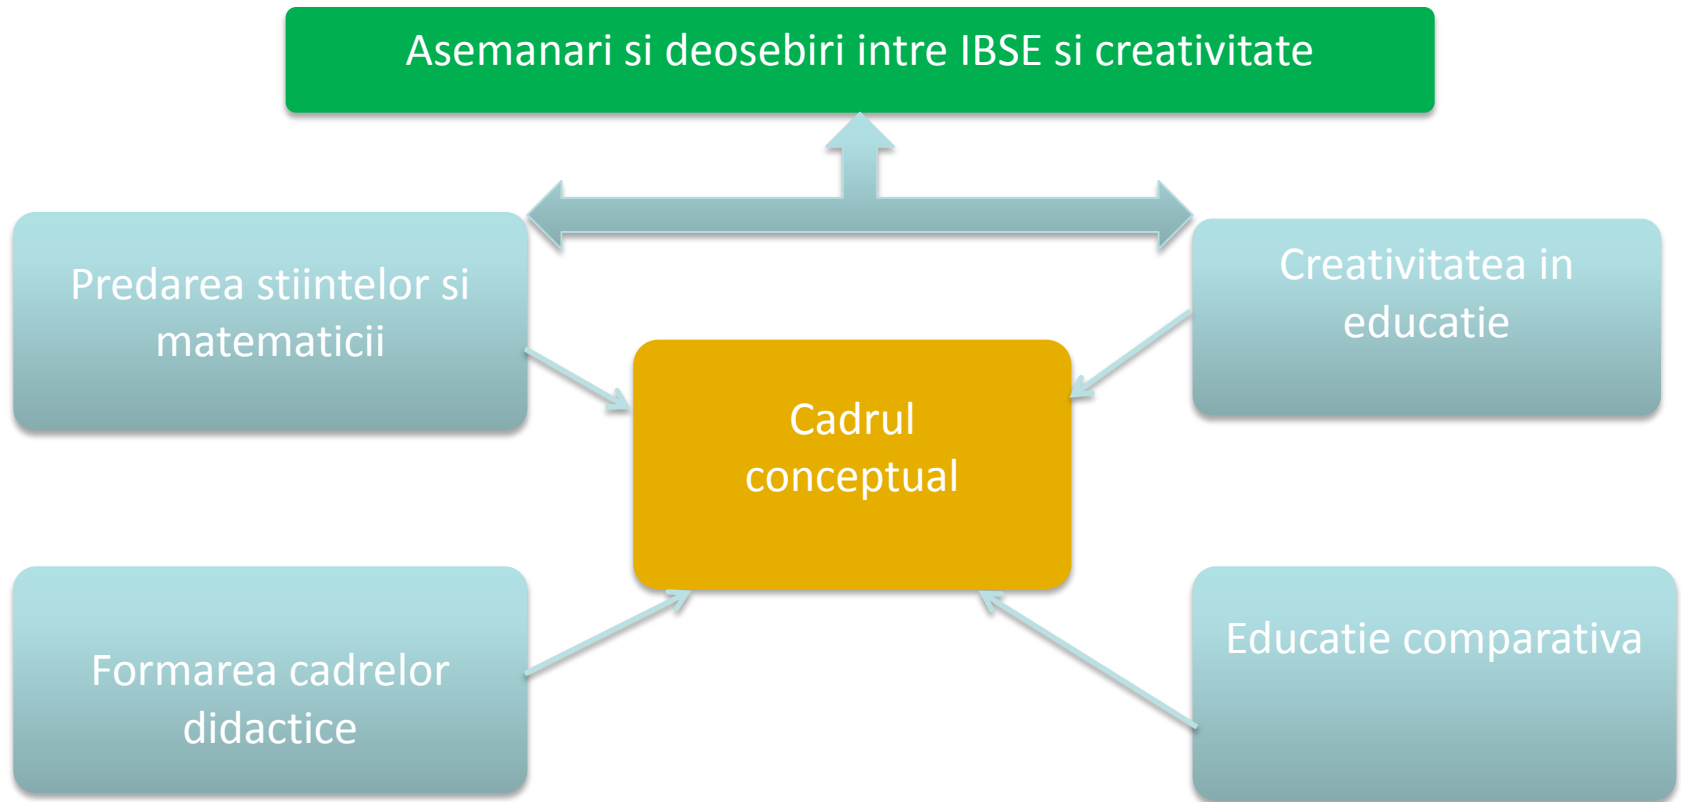 Asemanari si deosebiri intre IBSE si creativitate
Predarea stiintelor si
matematicii
Creativitatea in
educatie
Cadrul
conceptual
Formarea cadrelor
didactice
Educatie comparativa